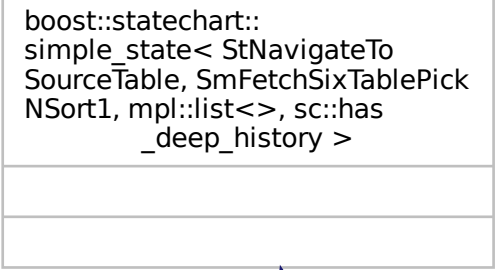 boost::statechart::
simple_state< StNavigateTo
SourceTable, SmFetchSixTablePick
NSort1, mpl::list<>, sc::has
_deep_history >